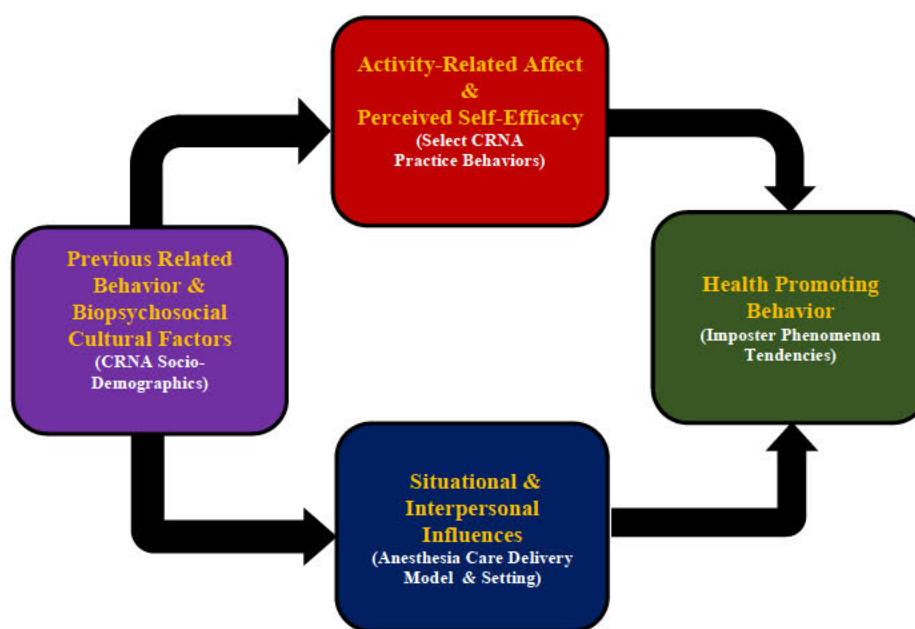 Activity-Related Affect
&
Perceived Self-Efficacy
(Select CRNA
Practice Behaviors)
Previous Related
Behavior &
Biopsychosocial
Cultural Factors
(CRNA Socio-
Demographics)
Health Promoting
Behavior
(Imposter Phenomenon
Tendencies)
Situational &
Interpersonal
Influences
(Anesthesia Care Delivery
Model & Setting)